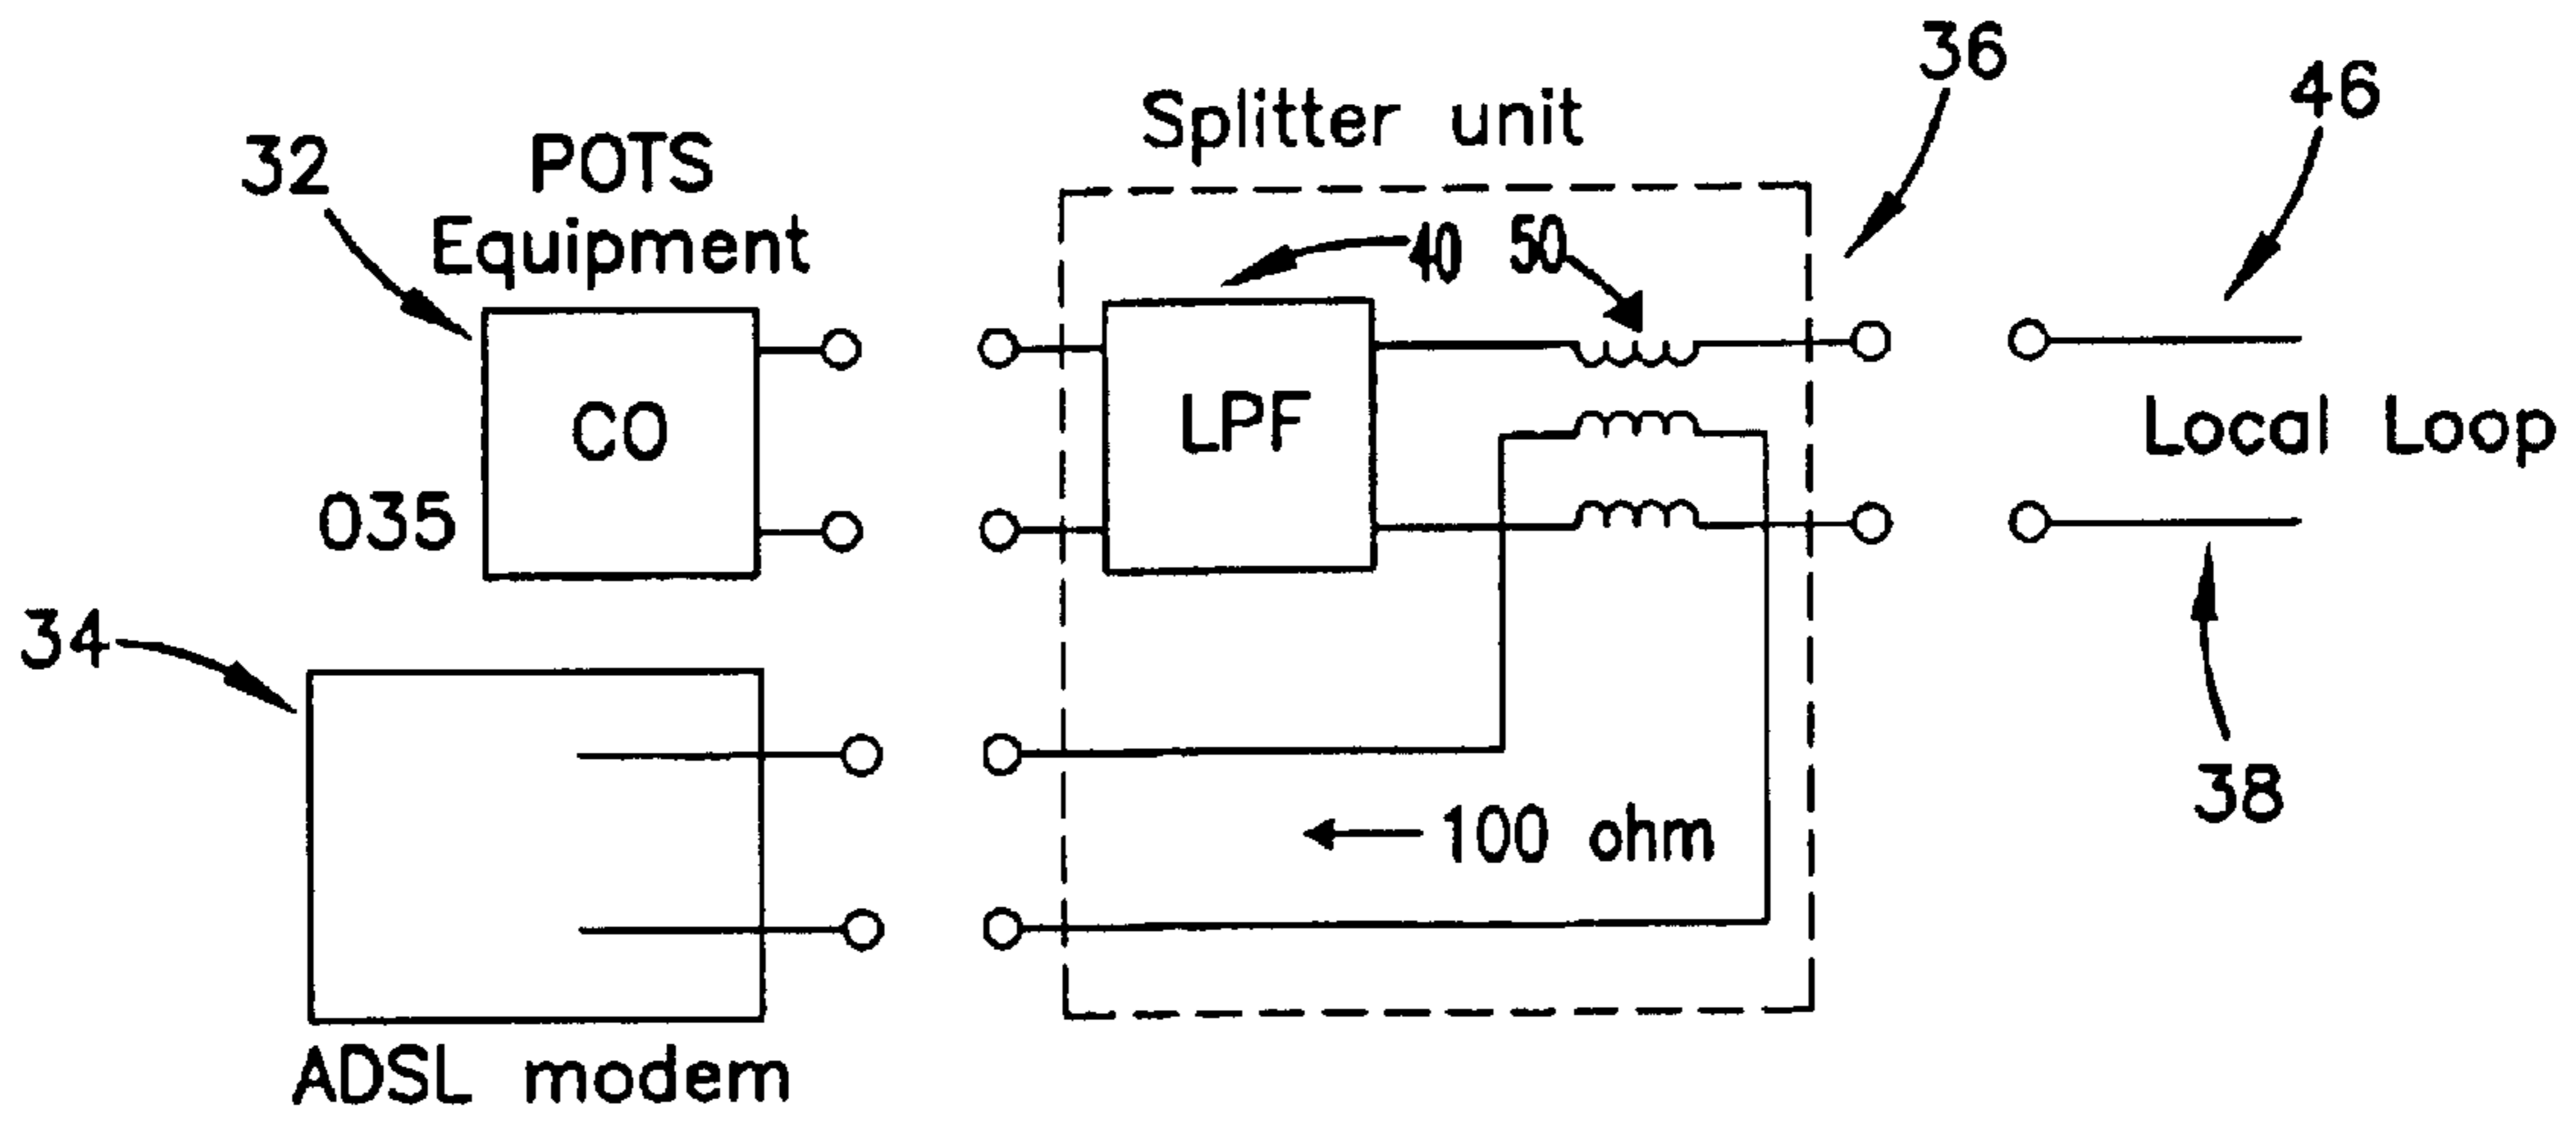 36
46
Splitter unit
32
POTS
Equipment
40
50
CO
LPF
Local Loop
035
34
100 ohm
38
ADSL modem